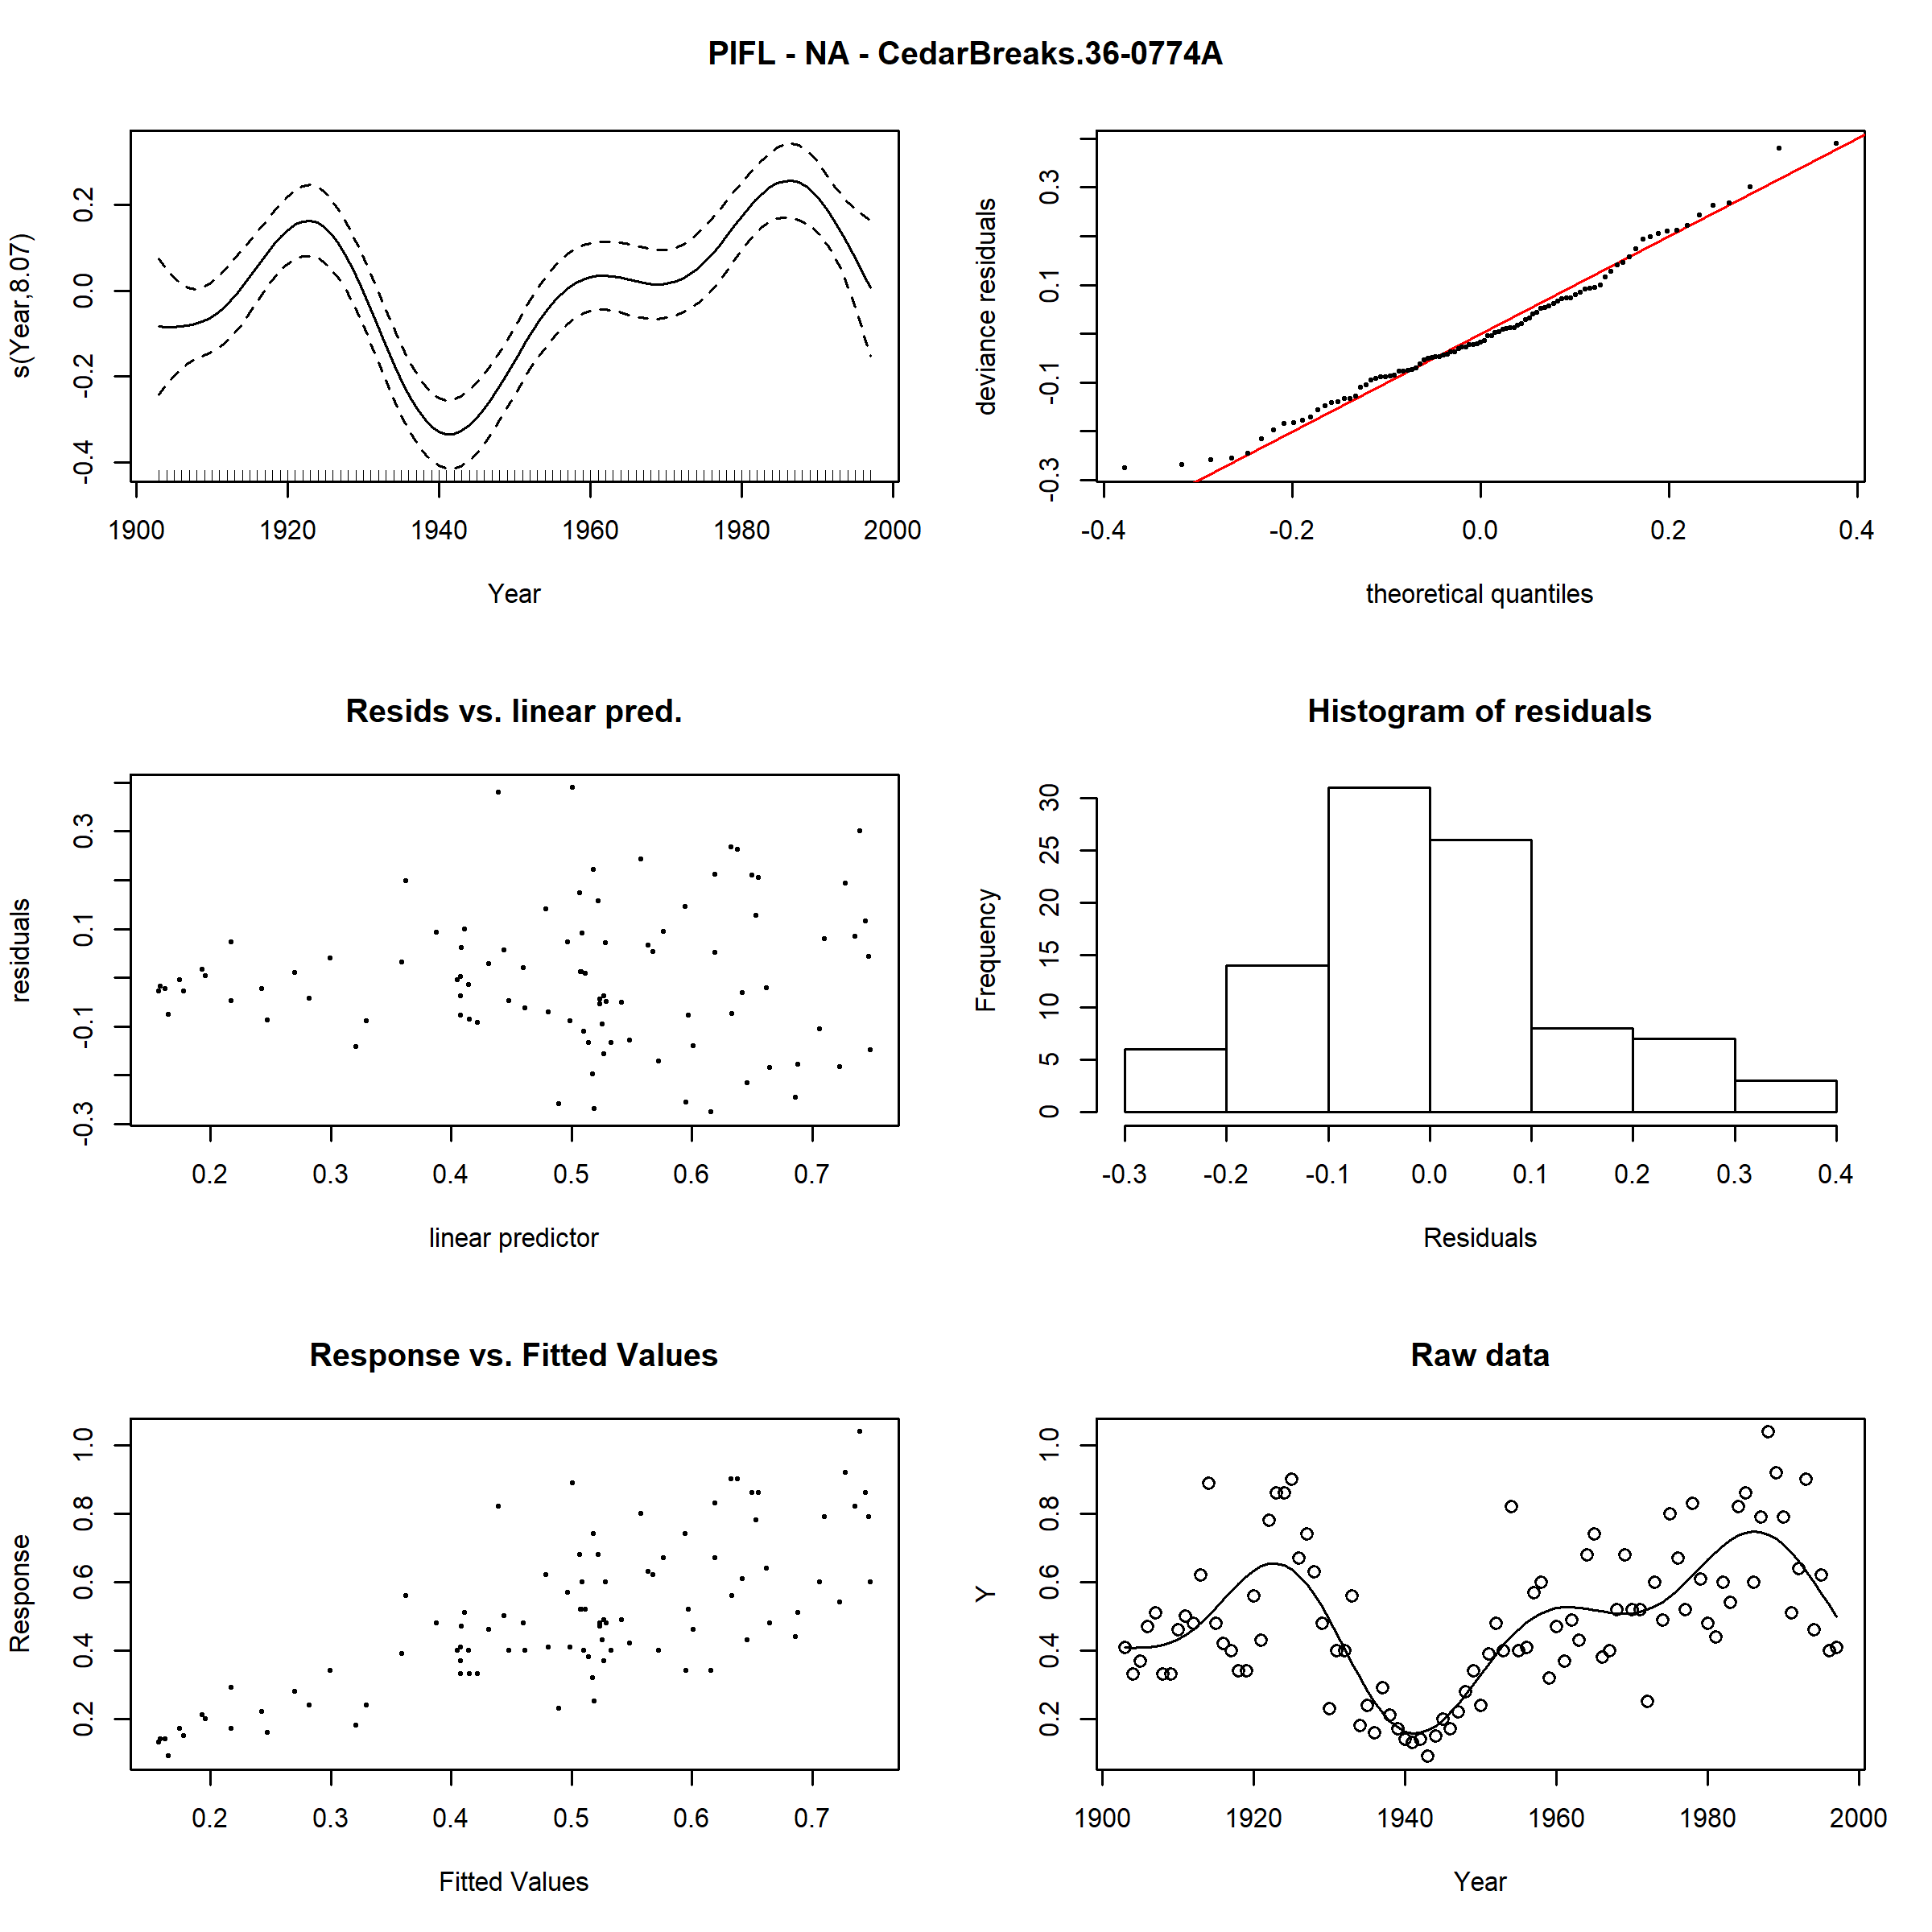 PIFL - NA - CedarBreaks.36-0774A
s(Year,8.07)
0.2
0.0
-0.2
-0.4
1900 1920 1940 1960 1980 2000
Year
deviance residuals
0.3
0.1
-0.1
-0.3
-0.4 -0.2 0.0 0.2 0.4
theoretical quantiles
Resids vs. linear pred.
residuals
0.3
0.1
-0.1
-0.3
0.2 0.3 0.4 0.5 0.6 0.7
linear predictor
Histogram of residuals
Frequency
30
25
20
15
10
5
0
-0.3 -0.2 -0.1 0.0 0.1 0.2 0.3 0.4
Residuals
Response vs. Fitted Values
Response
1.0
0.8
0.6
0.4
0.2
0.2 0.3 0.4 0.5 0.6 0.7
Fitted Values
Raw data
Y
1.0
0.8
0.6
0.4
0.2
1900 1920 1940 1960 1980 2000
Year